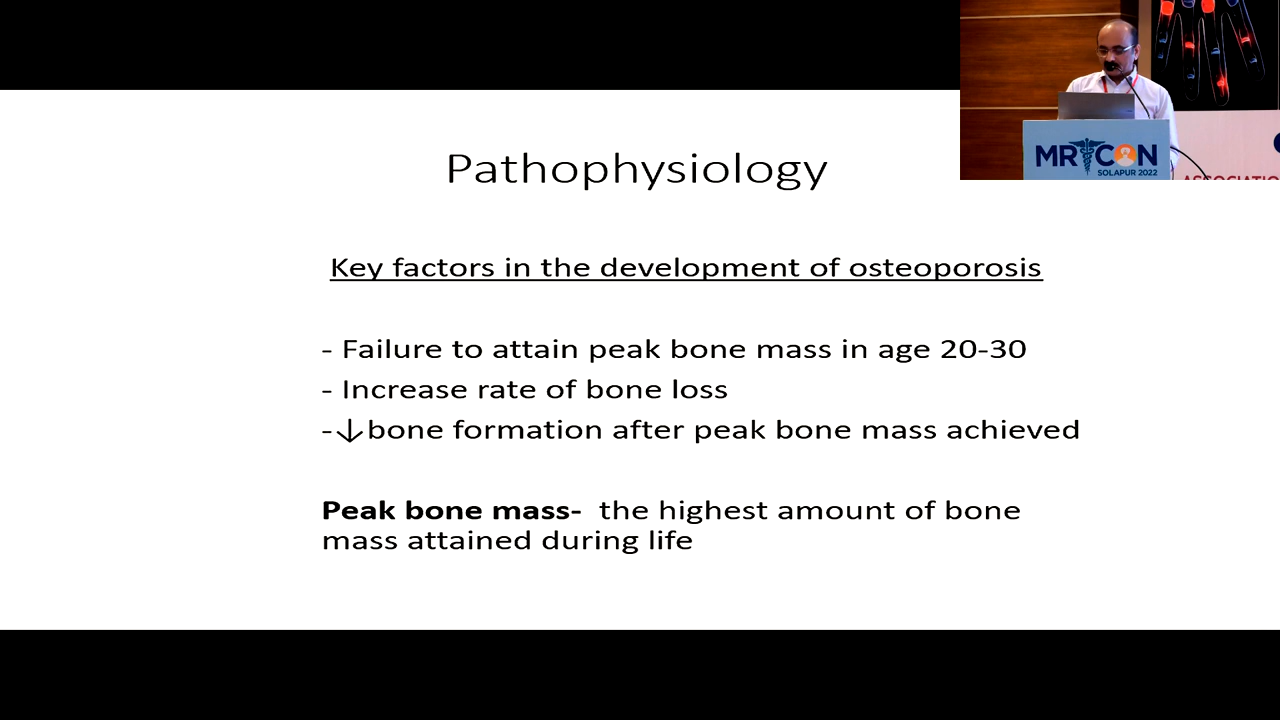 Pathophysiology
Key factors in the development of osteoporosis
- Failure to attain peak bone mass in age 20-30
- Increase rate of bone loss
-↓bone formation after peak bone mass achieved
Peak bone mass- the highest amount of bone
mass attained during life
MRCON
SOLAPUR 2022